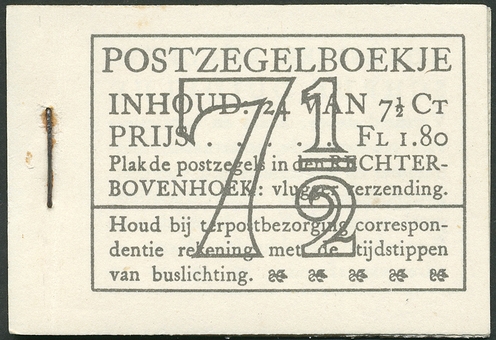 POSTZEGELBOEKJE
INHOUD. 24 VAN 7½ CT
PRIJS . . . . . . FL 1.80
Plak de postzegels in den RECHTER-
BOVENHOEK: vlugger verzending.
7½
Houd bij terpostbezorging correspon-
dentie rekening met de tijdstippen
van buslichting.